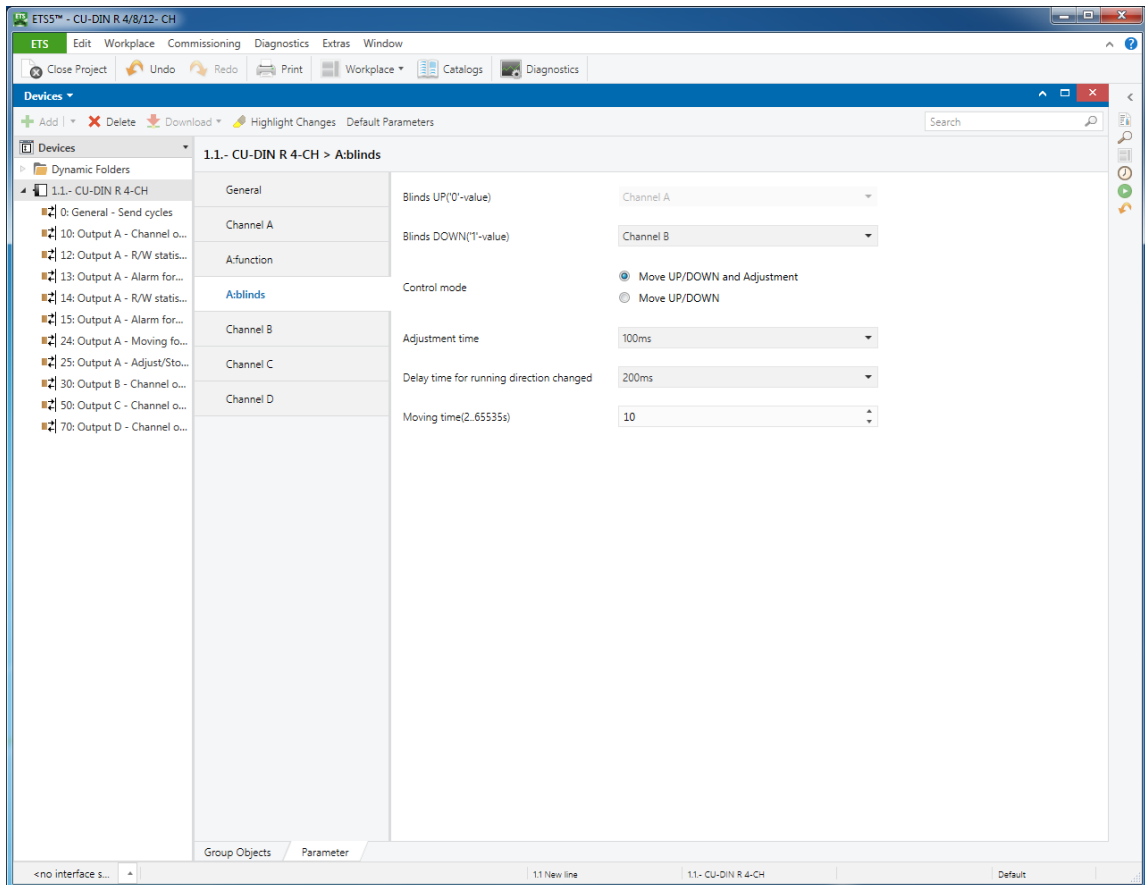 ETS5™ - CU-DIN R 4/8/12- CH
ETS Edit Workplace Commissioning Diagnostics Extras Window
Close Project Undo Redo Print Workplace Catalogs Diagnostics
Devices
Add Delete Download Highlight Changes Default Parameters Search
Devices
Dynamic Folders
1.1.- CU-DIN R 4-CH
0: General - Send cycles
10: Output A - Channel o...
12: Output A - R/W statis...
13: Output A - Alarm for...
14: Output A - R/W statis...
15: Output A - Alarm for...
24: Output A - Moving fo...
25: Output A - Adjust/Sto...
30: Output B - Channel o...
50: Output C - Channel o...
70: Output D - Channel o...
1.1.- CU-DIN R 4-CH > A:blinds
General
Channel A
A:function
A:blinds
Channel B
Channel C
Channel D
Blinds UP('0'-value) Channel A
Blinds DOWN('1'-value) Channel B
Control mode
Move UP/DOWN and Adjustment
Move UP/DOWN
Adjustment time 100ms
Delay time for running direction changed 200ms
Moving time(2..65535s) 10
Group Objects Parameter
<no interface s... 1.1 New line 1.1.- CU-DIN R 4-CH Default